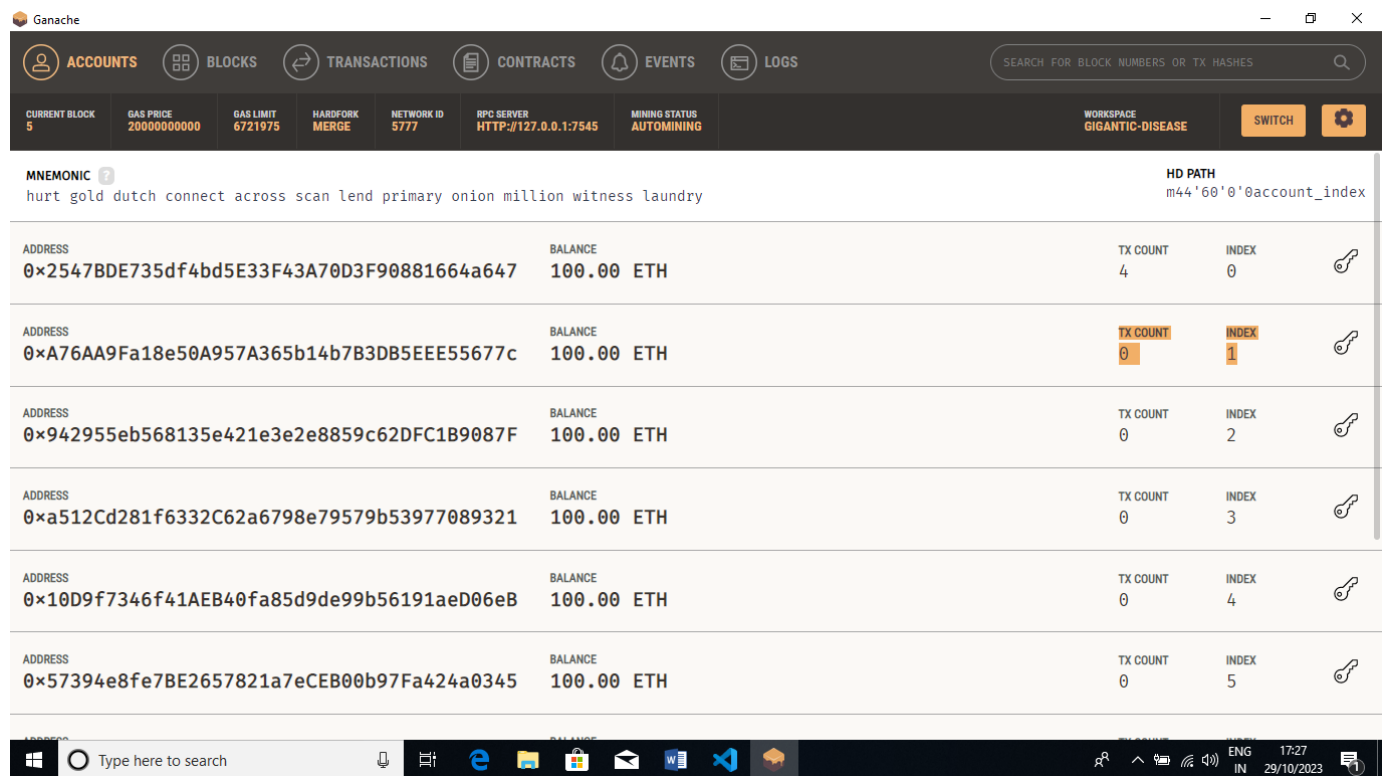 Ganache
ACCOUNTS BLOCKS TRANSACTIONS CONTRACTS EVENTS LOGS SEARCH FOR BLOCK NUMBERS OR TX HASHES
CURRENT BLOCK GAS PRICE GAS LIMIT HARDFORK NETWORK ID RPC SERVER MINING STATUS WORKSPACE
5 20000000000 6721975 MERGE 5777 HTTP://127.0.0.1:7545 AUTOMINING GIGANTIC-DISEASE SWITCH
MNEMONIC ? HD PATH
hurt gold dutch connect across scan lend primary onion million witness laundry m44'60'0'0account_index
ADDRESS BALANCE TX COUNT INDEX
0×2547BDE735df4bd5E33F43A70D3F90881664a647 100.00 ETH 4 0
ADDRESS BALANCE TX COUNT INDEX
0×A76AA9Fa18e50A957A365b14b7B3DB5EEE55677c 100.00 ETH 0 1
ADDRESS BALANCE TX COUNT INDEX
0×942955eb568135e421e3e2e8859c62DFC1B9087F 100.00 ETH 0 2
ADDRESS BALANCE TX COUNT INDEX
0×a512Cd281f6332C62a6798e79579b53977089321 100.00 ETH 0 3
ADDRESS BALANCE TX COUNT INDEX
0×10D9f7346f41AEB40fa85d9de99b56191aeD06eB 100.00 ETH 0 4
ADDRESS BALANCE TX COUNT INDEX
0×57394e8fe7BE2657821a7eCEB00b97Fa424a0345 100.00 ETH 0 5
Type here to search ENG 17:27
IN 29/10/2023 1